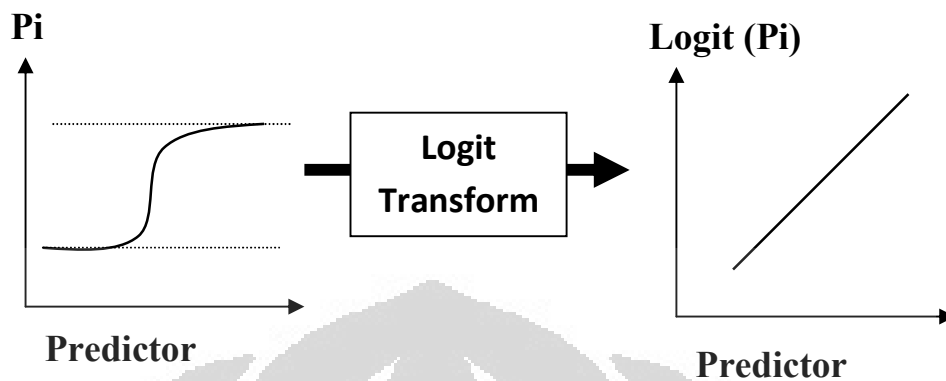 Pi
Logit (Pi)
Logit
Transform
Predictor
Predictor